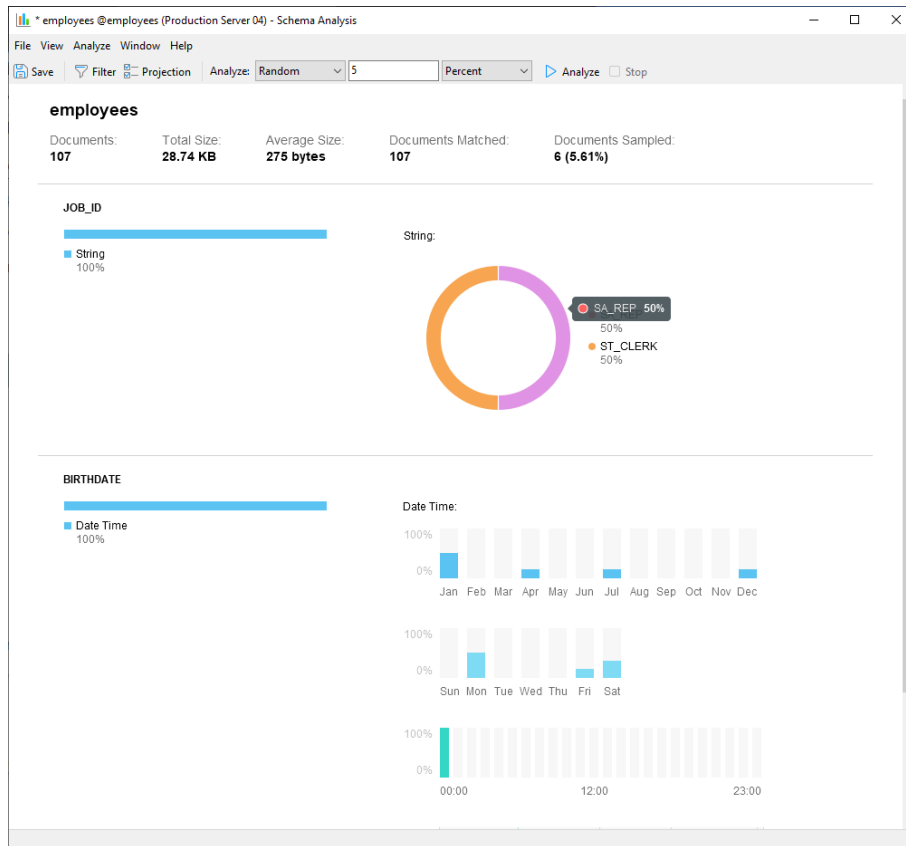 * employees @employees (Production Server 04) - Schema Analysis
File View Analyze Window Help
Save Filter Projection Analyze: Random 5 Percent Analyze Stop
employees
Documents: Total Size: Average Size: Documents Matched: Documents Sampled:
107 28.74 KB 275 bytes 107 6 (5.61%)
JOB_ID
String
100%
String:
SA_REP 50%
SA_REP
50%
ST_CLERK
50%
BIRTHDATE
Date Time
100%
Date Time:
100%
0%
Jan Feb Mar Apr May Jun Jul Aug Sep Oct Nov Dec
100%
0%
Sun Mon Tue Wed Thu Fri Sat
100%
0%
00:00 12:00 23:00